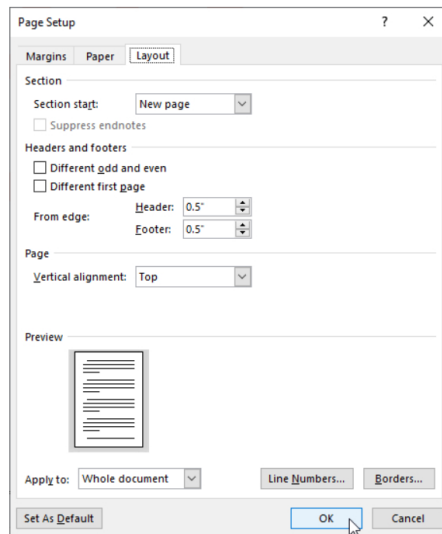 Page Setup ? ×
Margins Paper Layout
Section
Section start: New page
Suppress endnotes
Headers and footers
Different odd and even
Different first page
From edge:
Header: 0.5"
Footer: 0.5"
Page
Vertical alignment: Top
Preview
Apply to: Whole document Line Numbers... Borders...
Set As Default OK Cancel